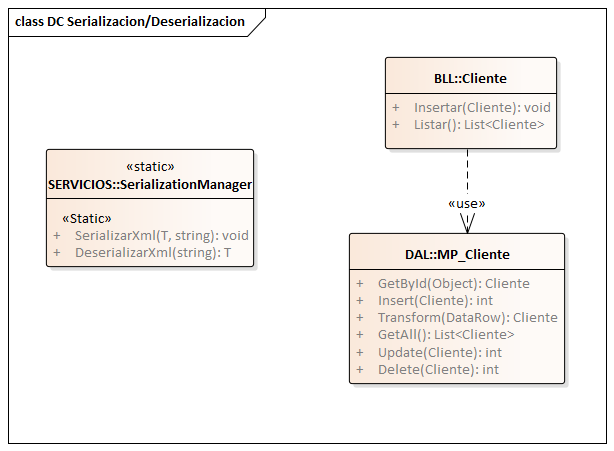 class DC Serializacion/Deserializacion
BLL::Cliente
+ Insertar(Cliente): void
+ Listar(): List<Cliente>
«static»
SERVICIOS::SerializationManager
«Static»
+ SerializarXml(T, string): void
+ DeserializarXml(string): T
«use»
DAL::MP_Cliente
+ GetById(Object): Cliente
+ Insert(Cliente): int
+ Transform(DataRow): Cliente
+ GetAll(): List<Cliente>
+ Update(Cliente): int
+ Delete(Cliente): int